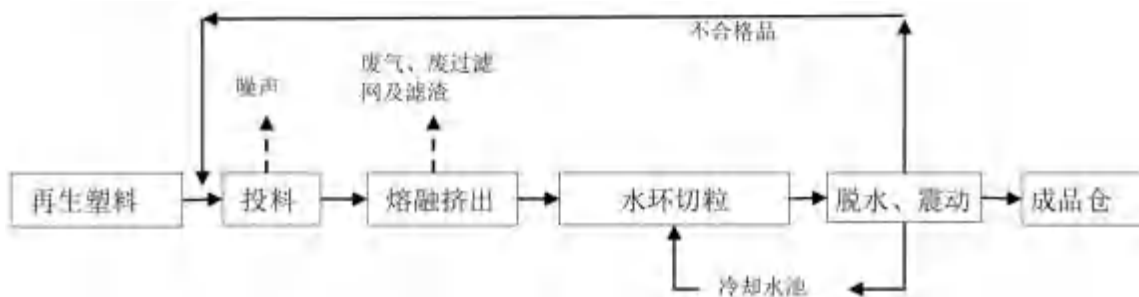 不合格品
废气、废过滤
网及滤渣
噪声
再生塑料
投料
熔融挤出
水环切粒
脱水、震动
成品仓
冷却水池